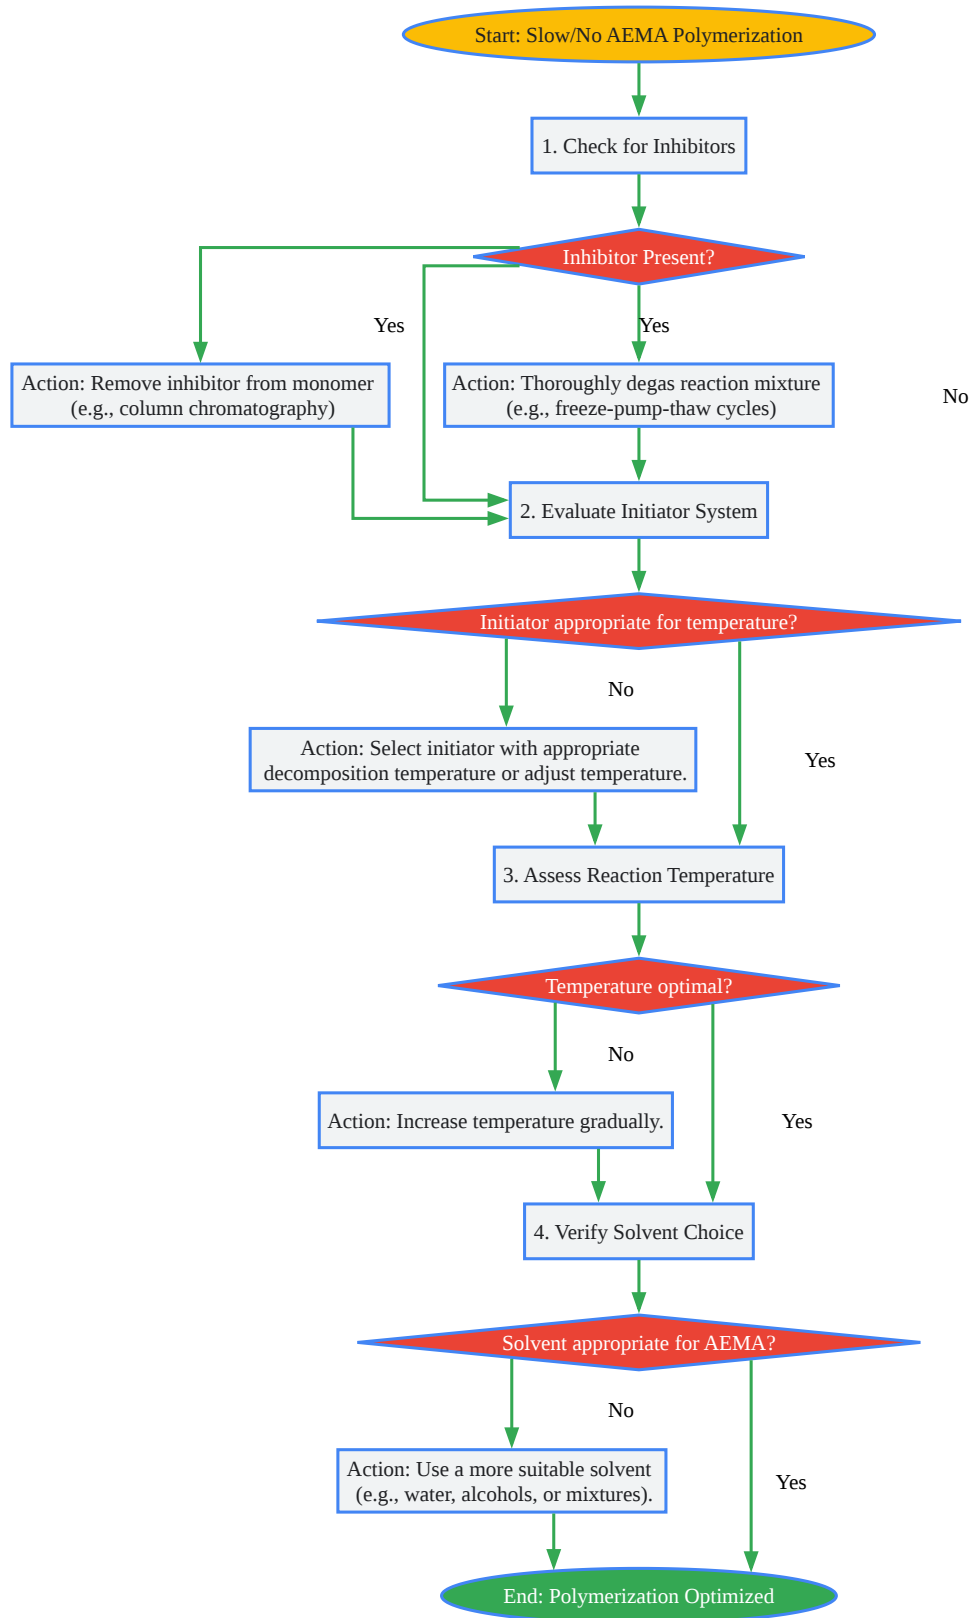 Start: Slow/No AEMA Polymerization
1. Check for Inhibitors
Inhibitor Present?
Yes
Yes
Action: Remove inhibitor from monomer
(e.g., column chromatography)
Action: Thoroughly degas reaction mixture
(e.g., freeze-pump-thaw cycles)
No
2. Evaluate Initiator System
Initiator appropriate for temperature?
No
Action: Select initiator with appropriate
decomposition temperature or adjust temperature.
Yes
3. Assess Reaction Temperature
Temperature optimal?
No
Action: Increase temperature gradually.
Yes
4. Verify Solvent Choice
Solvent appropriate for AEMA?
No
Action: Use a more suitable solvent
(e.g., water, alcohols, or mixtures).
Yes
End: Polymerization Optimized